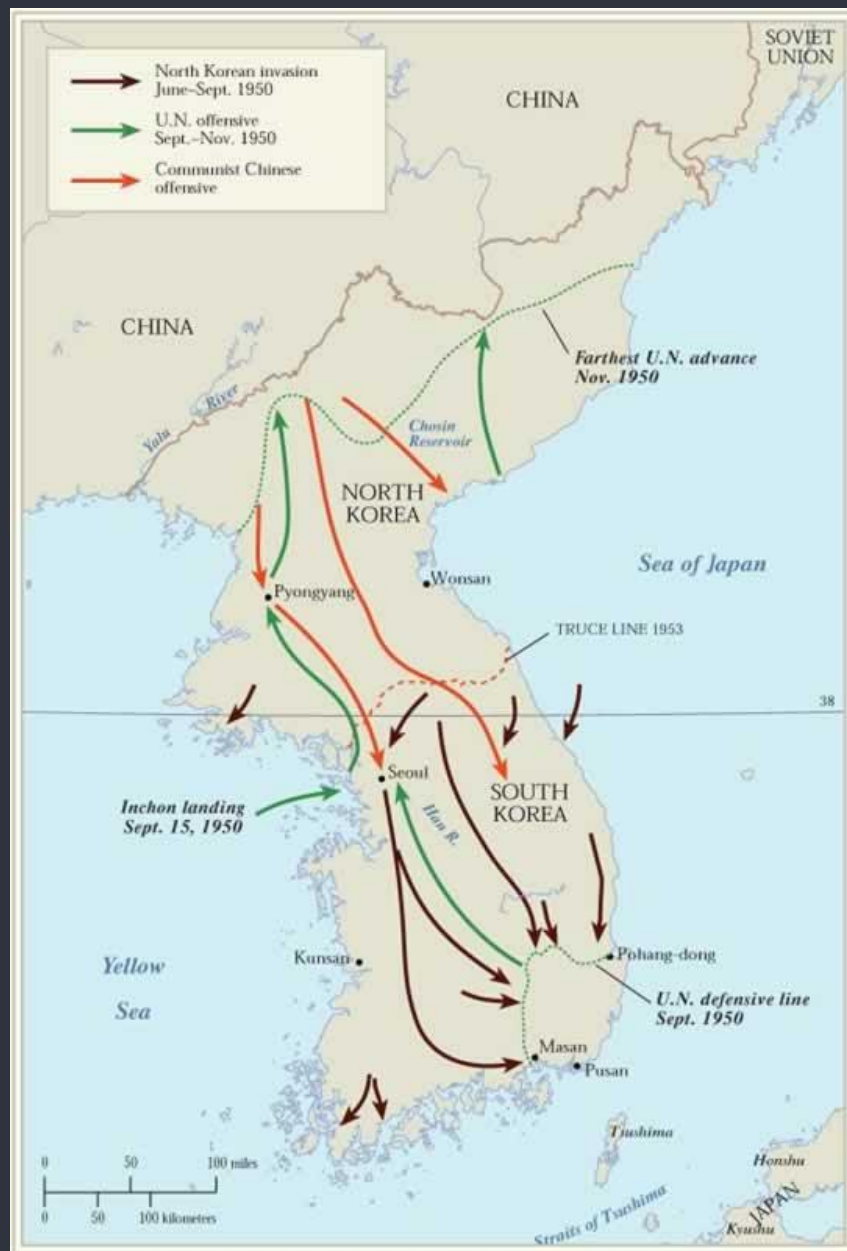 North Korean invasion
June–Sept. 1950
U.N. offensive
Sept.–Nov. 1950
Communist Chinese
offensive
SOVIET
UNION
CHINA
CHINA
Farthest U.N. advance
Nov. 1950
Yalu River
Chosin
Reservoir
NORTH
KOREA
Sea of Japan
Wonsan
Pyongyang
TRUCE LINE 1953
38
Seoul
Inchon landing
Sept. 15, 1950
SOUTH
KOREA
Han R.
Kunsan
Pohang-dong
Yellow
Sea
U.N. defensive line
Sept. 1950
Masan
Pusan
Tsushima
Honshu
JAPAN
Kyushu
Straits of Tsushima
0 50 100 miles
0 50 100 kilometers